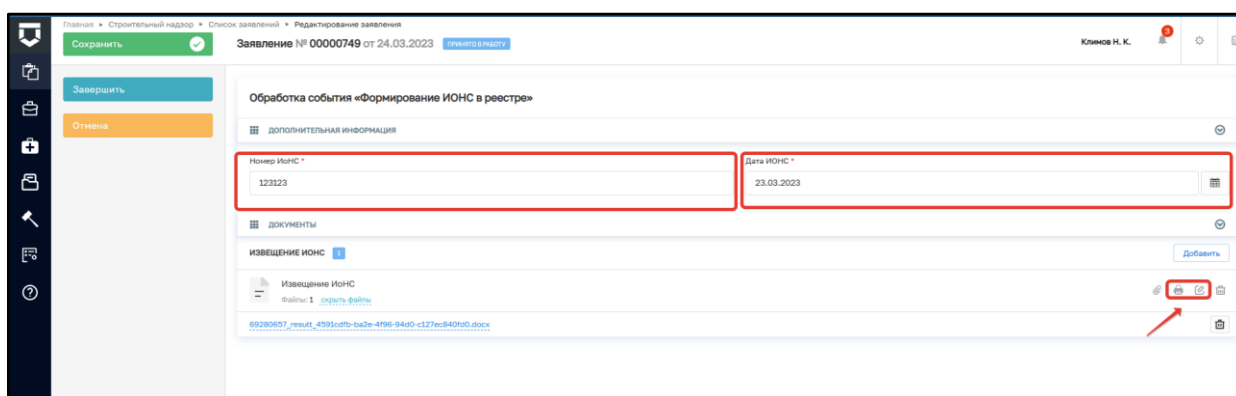 Главная ▸ Строительный надзор ▸ Список заявлений ▸ Редактирование заявления
Сохранить
Заявление № 00000749 от 24.03.2023 ПРИНЯТО В РАБОТУ
Климов Н. К.
3
Завершить
Отмена
Обработка события «Формирование ИОНС в реестре»
ДОПОЛНИТЕЛЬНАЯ ИНФОРМАЦИЯ
Номер ИоНС * Дата ИОНС *
123123 23.03.2023
ДОКУМЕНТЫ
ИЗВЕЩЕНИЕ ИОНС 1 Добавить
Извещение ИоНС
Файлы: 1 скрыть файлы
69280657_result_4591cdfb-ba2e-4f96-94d0-c127ec840fd0.docx